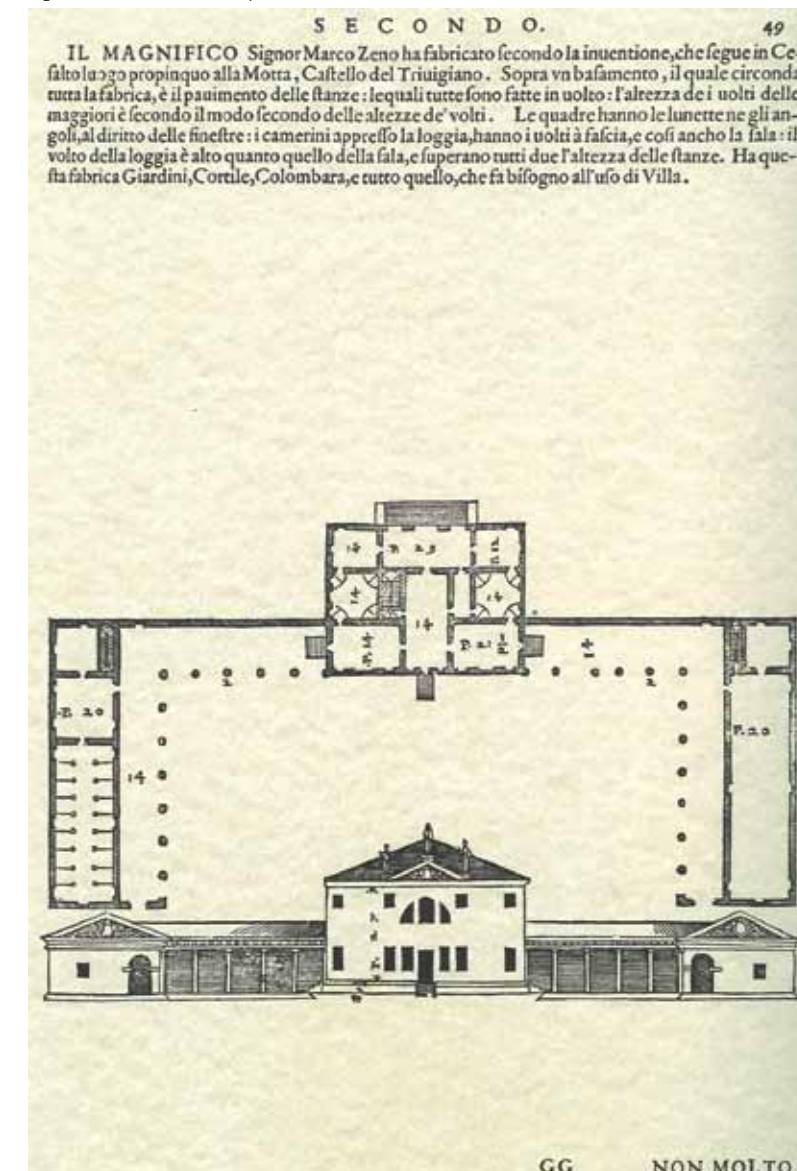 SECONDO. 49
IL MAGNIFICO Signor Marco Zeno ha fabricato ſecondo la inuentione, che ſegue in Ce-
ſalto luogo propinquo alla Motta, Caſtello del Triuigiano. Sopra vn baſamento, il quale circonda
tutta la fabrica, è il pauimento delle ſtanze: lequali tutte ſono fatte in uolto: l'altezza de i uolti delle
maggiori è ſecondo il modo ſecondo delle altezze de' volti. Le quadre hanno le lunette ne gli an-
goli, al diritto delle fineſtre: i camerini appreſſo la loggia, hanno i uolti à faſcia, e coſi ancho la ſala: il
volto della loggia è alto quanto quello della ſala, e ſuperano tutti due l'altezza delle ſtanze. Ha que-
ſta fabrica Giardini, Cortile, Colombara, e tutto quello, che fa biſogno all'uſo di Villa.
14 P. 12
14 14
14
P. 14 P. 21
14
P. 20 P. 20
14
GG NON MOLTO